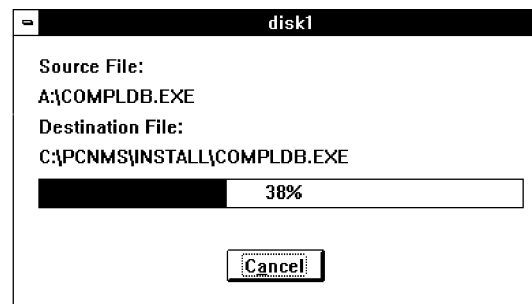 disk1
Source File:
A:\COMPLDB.EXE
Destination File:
C:\PCNMS\INSTALL\COMPLDB.EXE
38%
Cancel